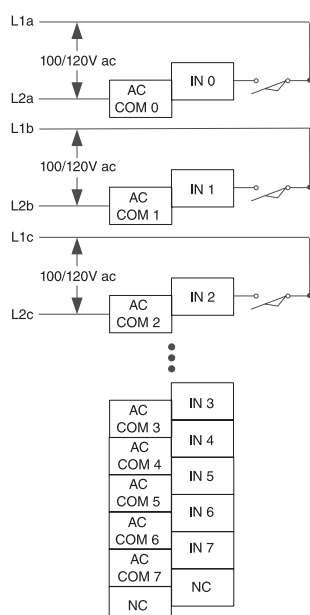 L1a
100/120V ac
IN 0
AC
COM 0
L2a
L1b
100/120V ac
IN 1
AC
COM 1
L2b
L1c
100/120V ac
IN 2
AC
COM 2
L2c
IN 3
AC
COM 3
IN 4
AC
COM 4
IN 5
AC
COM 5
IN 6
AC
COM 6
IN 7
AC
COM 7
NC
NC